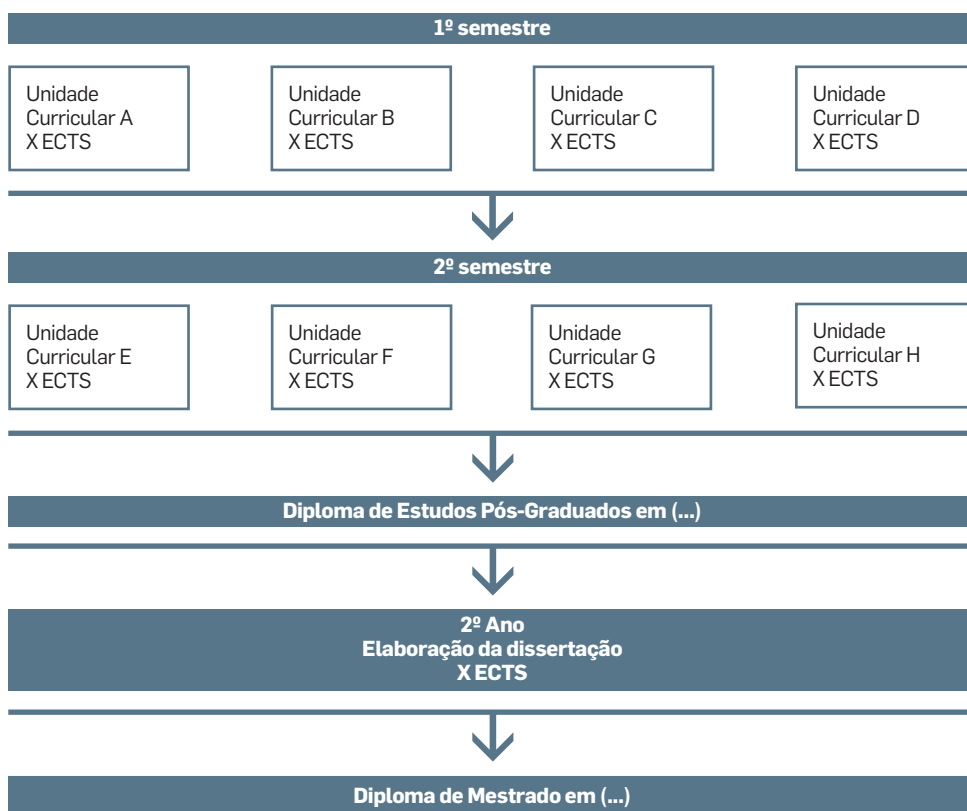 1º semestre
Unidade
Curricular A
X ECTS
Unidade
Curricular B
X ECTS
Unidade
Curricular C
X ECTS
Unidade
Curricular D
X ECTS
2º semestre
Unidade
Curricular E
X ECTS
Unidade
Curricular F
X ECTS
Unidade
Curricular G
X ECTS
Unidade
Curricular H
X ECTS
Diploma de Estudos Pós-Graduados em (...)
2º Ano
Elaboração da dissertação
X ECTS
Diploma de Mestrado em (...)